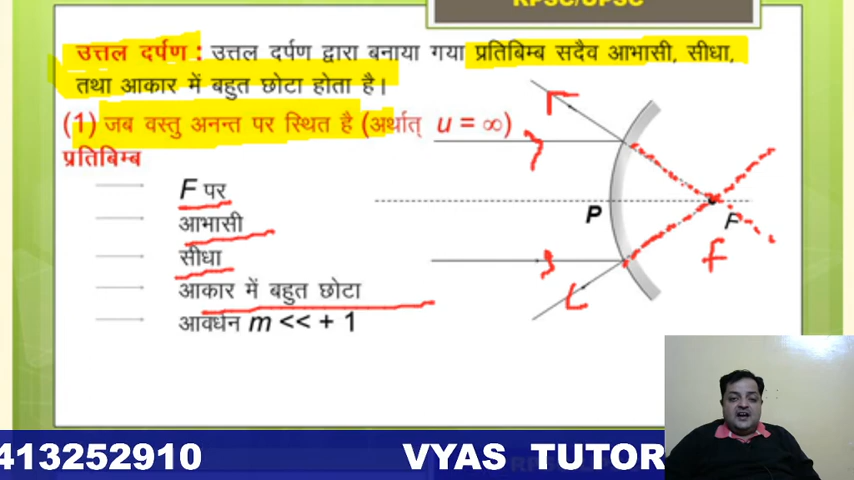 RPSC/UPSC
उत्तल दर्पण : उत्तल दर्पण द्वारा बनाया गया प्रतिबिम्ब सदैव आभासी, सीधा,
तथा आकार में बहुत छोटा होता है।
(1) जब वस्तु अनन्त पर स्थित है (अर्थात् u = ∞)
प्रतिबिम्ब
F पर
आभासी
सीधा
आकार में बहुत छोटा
आवर्धन m << + 1
P
F
F
413252910 VYAS TUTOR